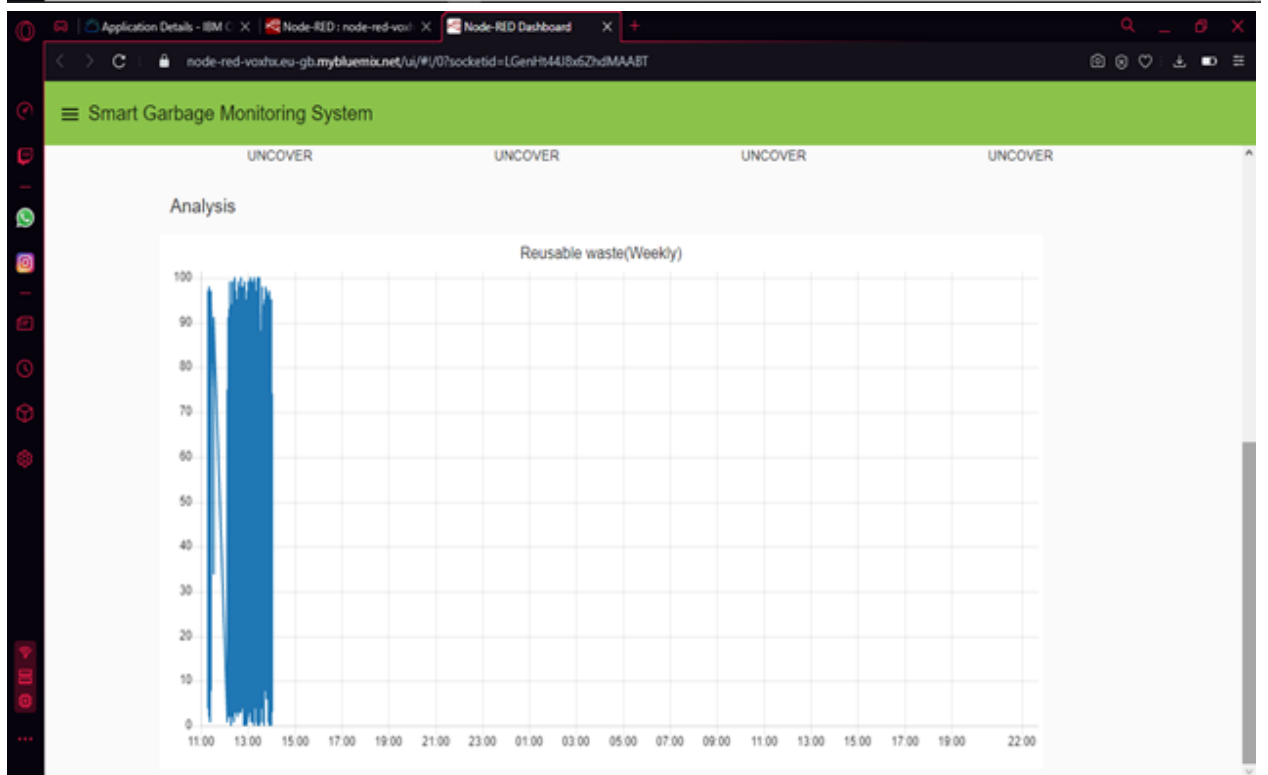 Application Details - IBM C
Node-RED : node-red-voxh
Node-RED Dashboard
node-red-voxhx.eu-gb.mybluemix.net/ui/#!/0?socketid=LGenHt44J8x6ZhdMAABT
Smart Garbage Monitoring System
UNCOVER UNCOVER UNCOVER UNCOVER
Analysis
Reusable waste(Weekly)
100
90
80
70
60
50
40
30
20
10
0
11:00 13:00 15:00 17:00 19:00 21:00 23:00 01:00 03:00 05:00 07:00 09:00 11:00 13:00 15:00 17:00 19:00 22:00